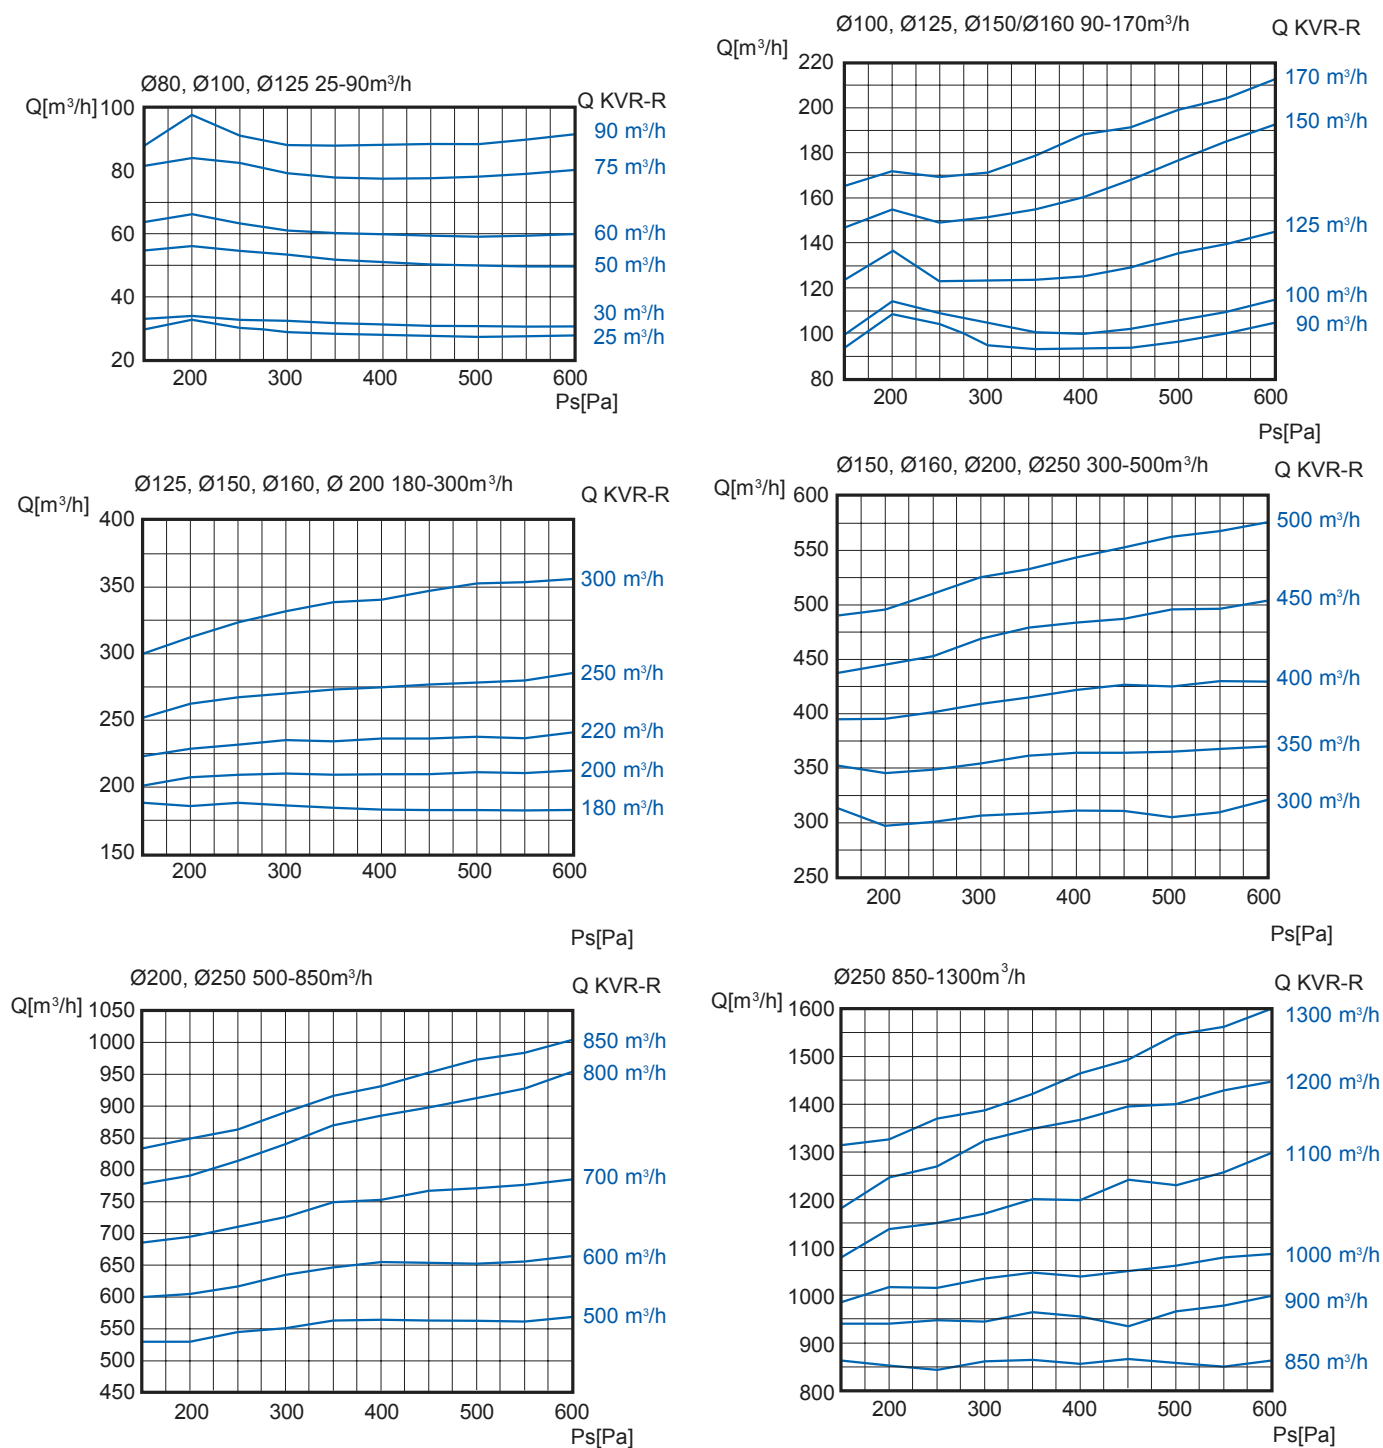 Ø80, Ø100, Ø125 25-90m³/h
Q[m³/h]
Q KVR-R
100
80
60
40
20
90 m³/h
75 m³/h
60 m³/h
50 m³/h
30 m³/h
25 m³/h
200 300 400 500 600
Ps[Pa]
Ø100, Ø125, Ø150/Ø160 90-170m³/h
Q[m³/h]
Q KVR-R
220
200
180
160
140
120
100
80
170 m³/h
150 m³/h
125 m³/h
100 m³/h
90 m³/h
200 300 400 500 600
Ps[Pa]
Ø125, Ø150, Ø160, Ø 200 180-300m³/h
Q[m³/h]
Q KVR-R
400
350
300
250
200
150
300 m³/h
250 m³/h
220 m³/h
200 m³/h
180 m³/h
200 300 400 500 600
Ps[Pa]
Ø150, Ø160, Ø200, Ø250 300-500m³/h
Q[m³/h]
Q KVR-R
600
550
500
450
400
350
300
250
500 m³/h
450 m³/h
400 m³/h
350 m³/h
300 m³/h
200 300 400 500 600
Ps[Pa]
Ø200, Ø250 500-850m³/h
Q[m³/h]
Q KVR-R
1050
1000
950
900
850
800
750
700
650
600
550
500
450
850 m³/h
800 m³/h
700 m³/h
600 m³/h
500 m³/h
200 300 400 500 600
Ps[Pa]
Ø250 850-1300m³/h
Q[m³/h]
Q KVR-R
1600
1500
1400
1300
1200
1100
1000
900
800
1300 m³/h
1200 m³/h
1100 m³/h
1000 m³/h
900 m³/h
850 m³/h
200 300 400 500 600
Ps[Pa]